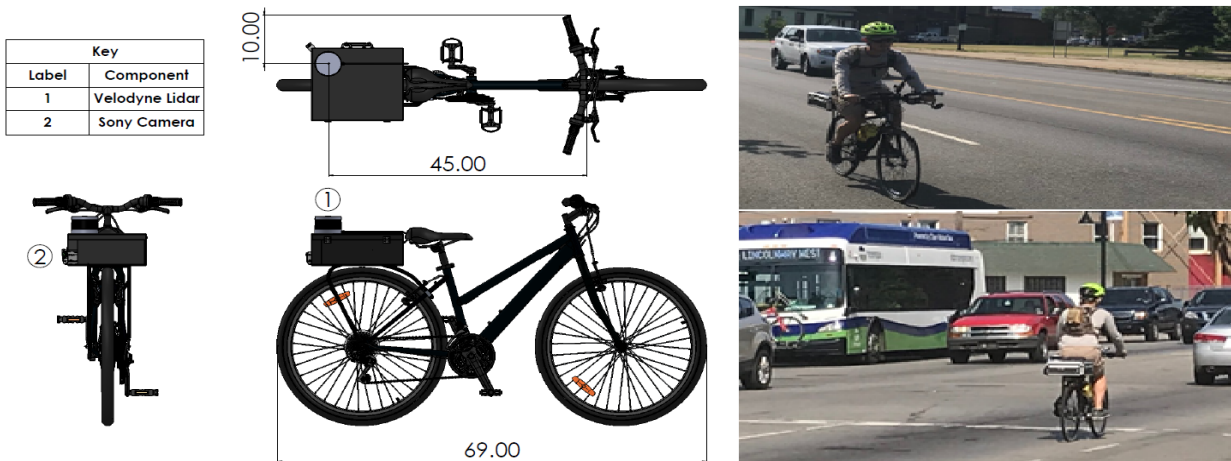 Key
Label Component
1 Velodyne Lidar
2 Sony Camera
10.00
45.00
1
2
69.00
LINCOLNWAY WEST